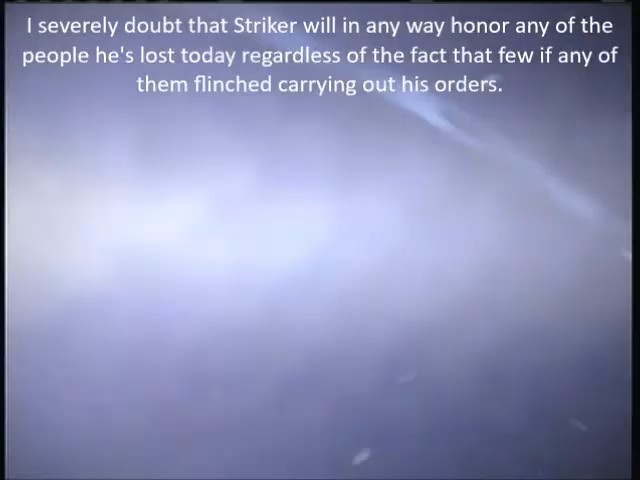 I severely doubt that Striker will in any way honor any of the
people he's lost today regardless of the fact that few if any of
them flinched carrying out his orders.